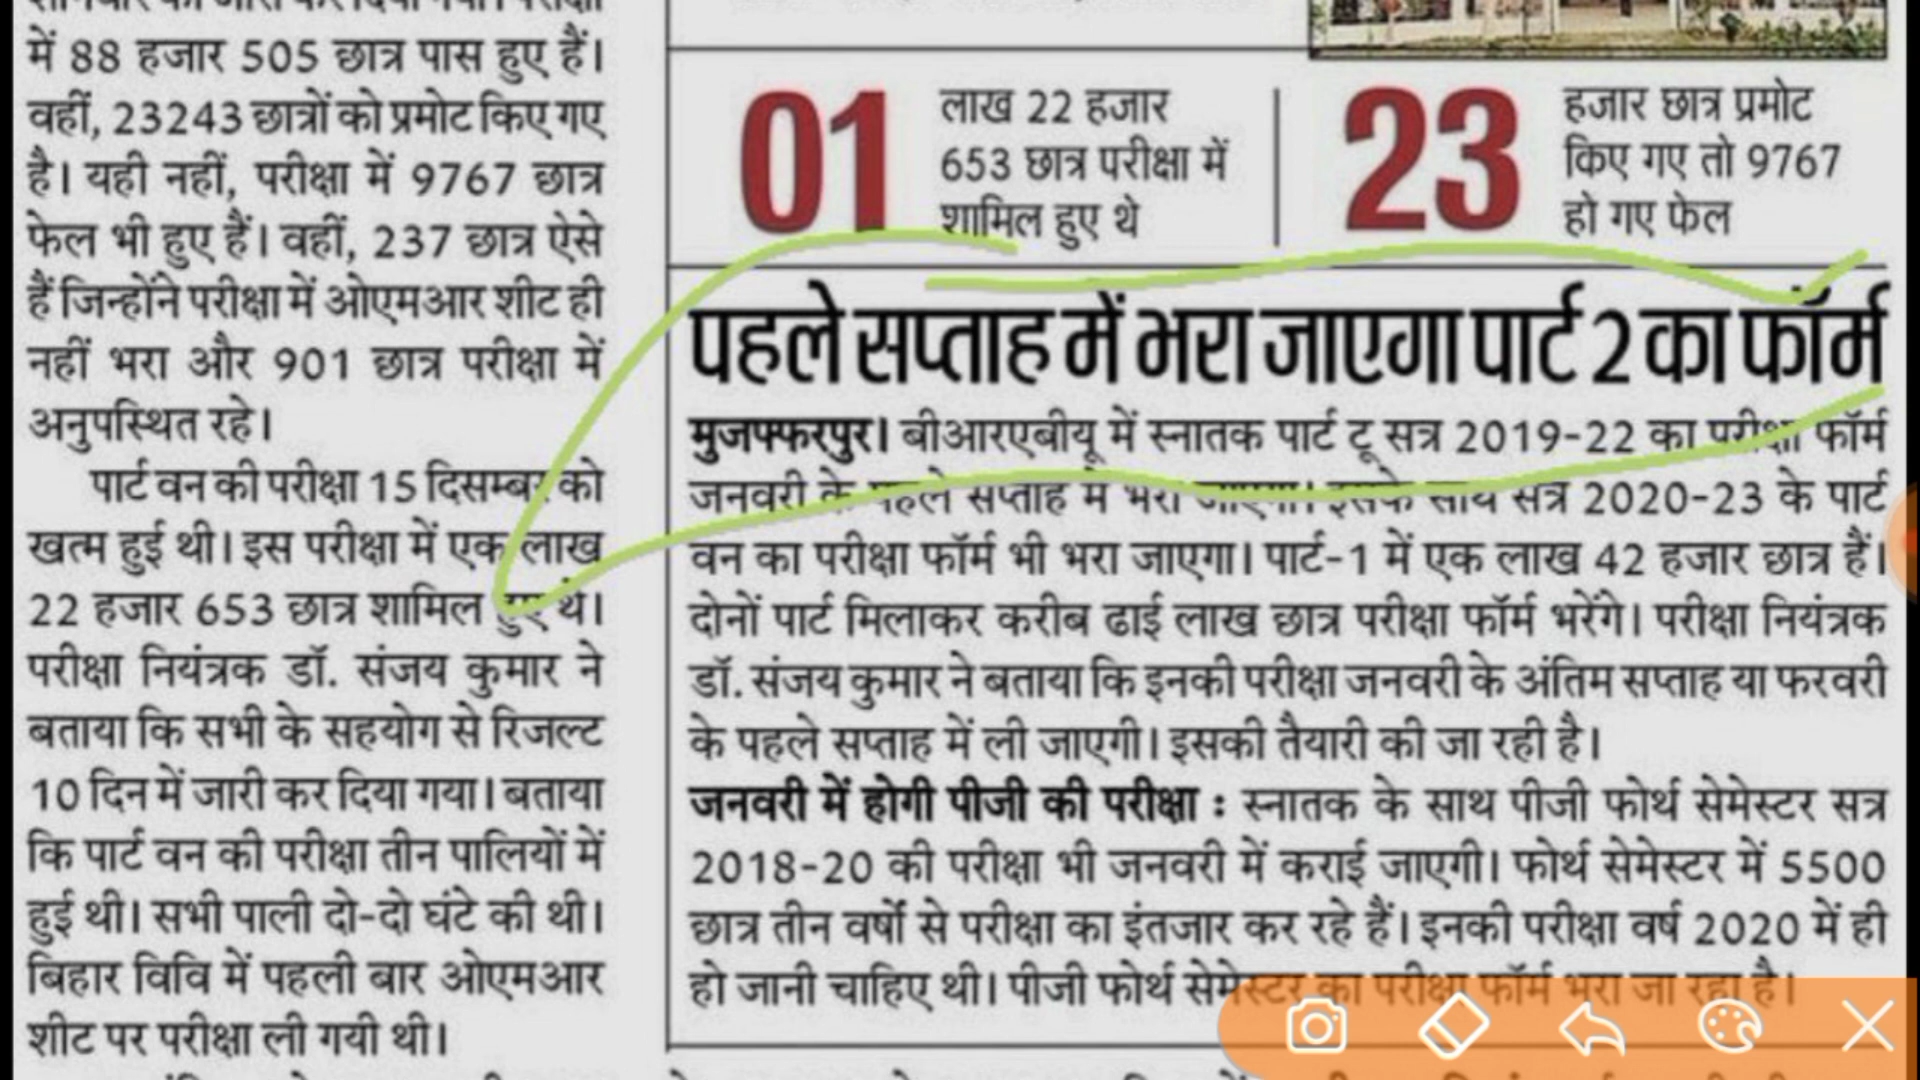 में 88 हजार 505 छात्र पास हुए हैं।
वहीं, 23243 छात्रों को प्रमोट किए गए
है। यही नहीं, परीक्षा में 9767 छात्र
फेल भी हुए हैं। वहीं, 237 छात्र ऐसे
हैं जिन्होंने परीक्षा में ओएमआर शीट ही
नहीं भरा और 901 छात्र परीक्षा में
अनुपस्थित रहे।
पार्ट वन की परीक्षा 15 दिसम्बर को
खत्म हुई थी। इस परीक्षा में एक लाख
22 हजार 653 छात्र शामिल हुए थे।
परीक्षा नियंत्रक डॉ. संजय कुमार ने
बताया कि सभी के सहयोग से रिजल्ट
10 दिन में जारी कर दिया गया। बताया
कि पार्ट वन की परीक्षा तीन पालियों में
हुई थी। सभी पाली दो-दो घंटे की थी।
बिहार विवि में पहली बार ओएमआर
शीट पर परीक्षा ली गयी थी।
01 लाख 22 हजार
653 छात्र परीक्षा में
शामिल हुए थे
23 हजार छात्र प्रमोट
किए गए तो 9767
हो गए फेल
पहले सप्ताह में भरा जाएगा पार्ट 2 का फॉर्म
मुजफ्फरपुर। बीआरएबीयू में स्नातक पार्ट टू सत्र 2019-22 का परीक्षा फॉर्म
जनवरी के पहले सप्ताह में भरा जाएगा। इसके साथ सत्र 2020-23 के पार्ट
वन का परीक्षा फॉर्म भी भरा जाएगा। पार्ट-1 में एक लाख 42 हजार छात्र हैं।
दोनों पार्ट मिलाकर करीब ढाई लाख छात्र परीक्षा फॉर्म भरेंगे। परीक्षा नियंत्रक
डॉ. संजय कुमार ने बताया कि इनकी परीक्षा जनवरी के अंतिम सप्ताह या फरवरी
के पहले सप्ताह में ली जाएगी। इसकी तैयारी की जा रही है।
जनवरी में होगी पीजी की परीक्षा : स्नातक के साथ पीजी फोर्थ सेमेस्टर सत्र
2018-20 की परीक्षा भी जनवरी में कराई जाएगी। फोर्थ सेमेस्टर में 5500
छात्र तीन वर्षों से परीक्षा का इंतजार कर रहे हैं। इनकी परीक्षा वर्ष 2020 में ही
हो जानी चाहिए थी। पीजी फोर्थ सेमेस्टर का परीक्षा फॉर्म भरा जा रहा है।